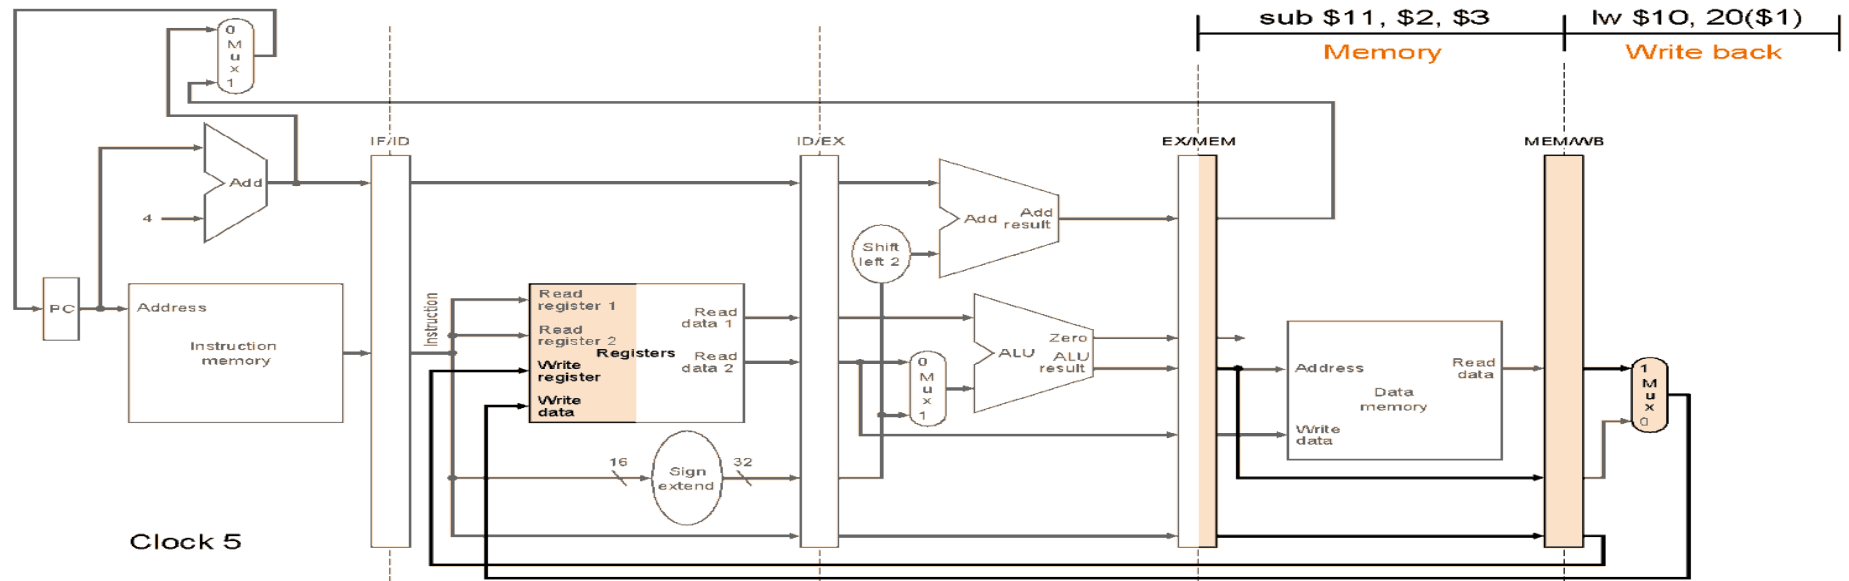 sub $11, $2, $3
lw $10, 20($1)
Memory
Write back
0
M
u
x
1
IF/ID
ID/EX
EX/MEM
MEM/WB
Add
4
Add
Add
result
Shift
left 2
PC
Address
Instruction
memory
Instruction
Read
register 1
Read
register 2
Write
register
Write
data
Registers
Read
data 1
Read
data 2
0
M
u
x
1
Zero
ALU
ALU
result
Address
Data
memory
Read
data
Write
data
1
M
u
x
0
16
Sign
extend
32
Clock 5